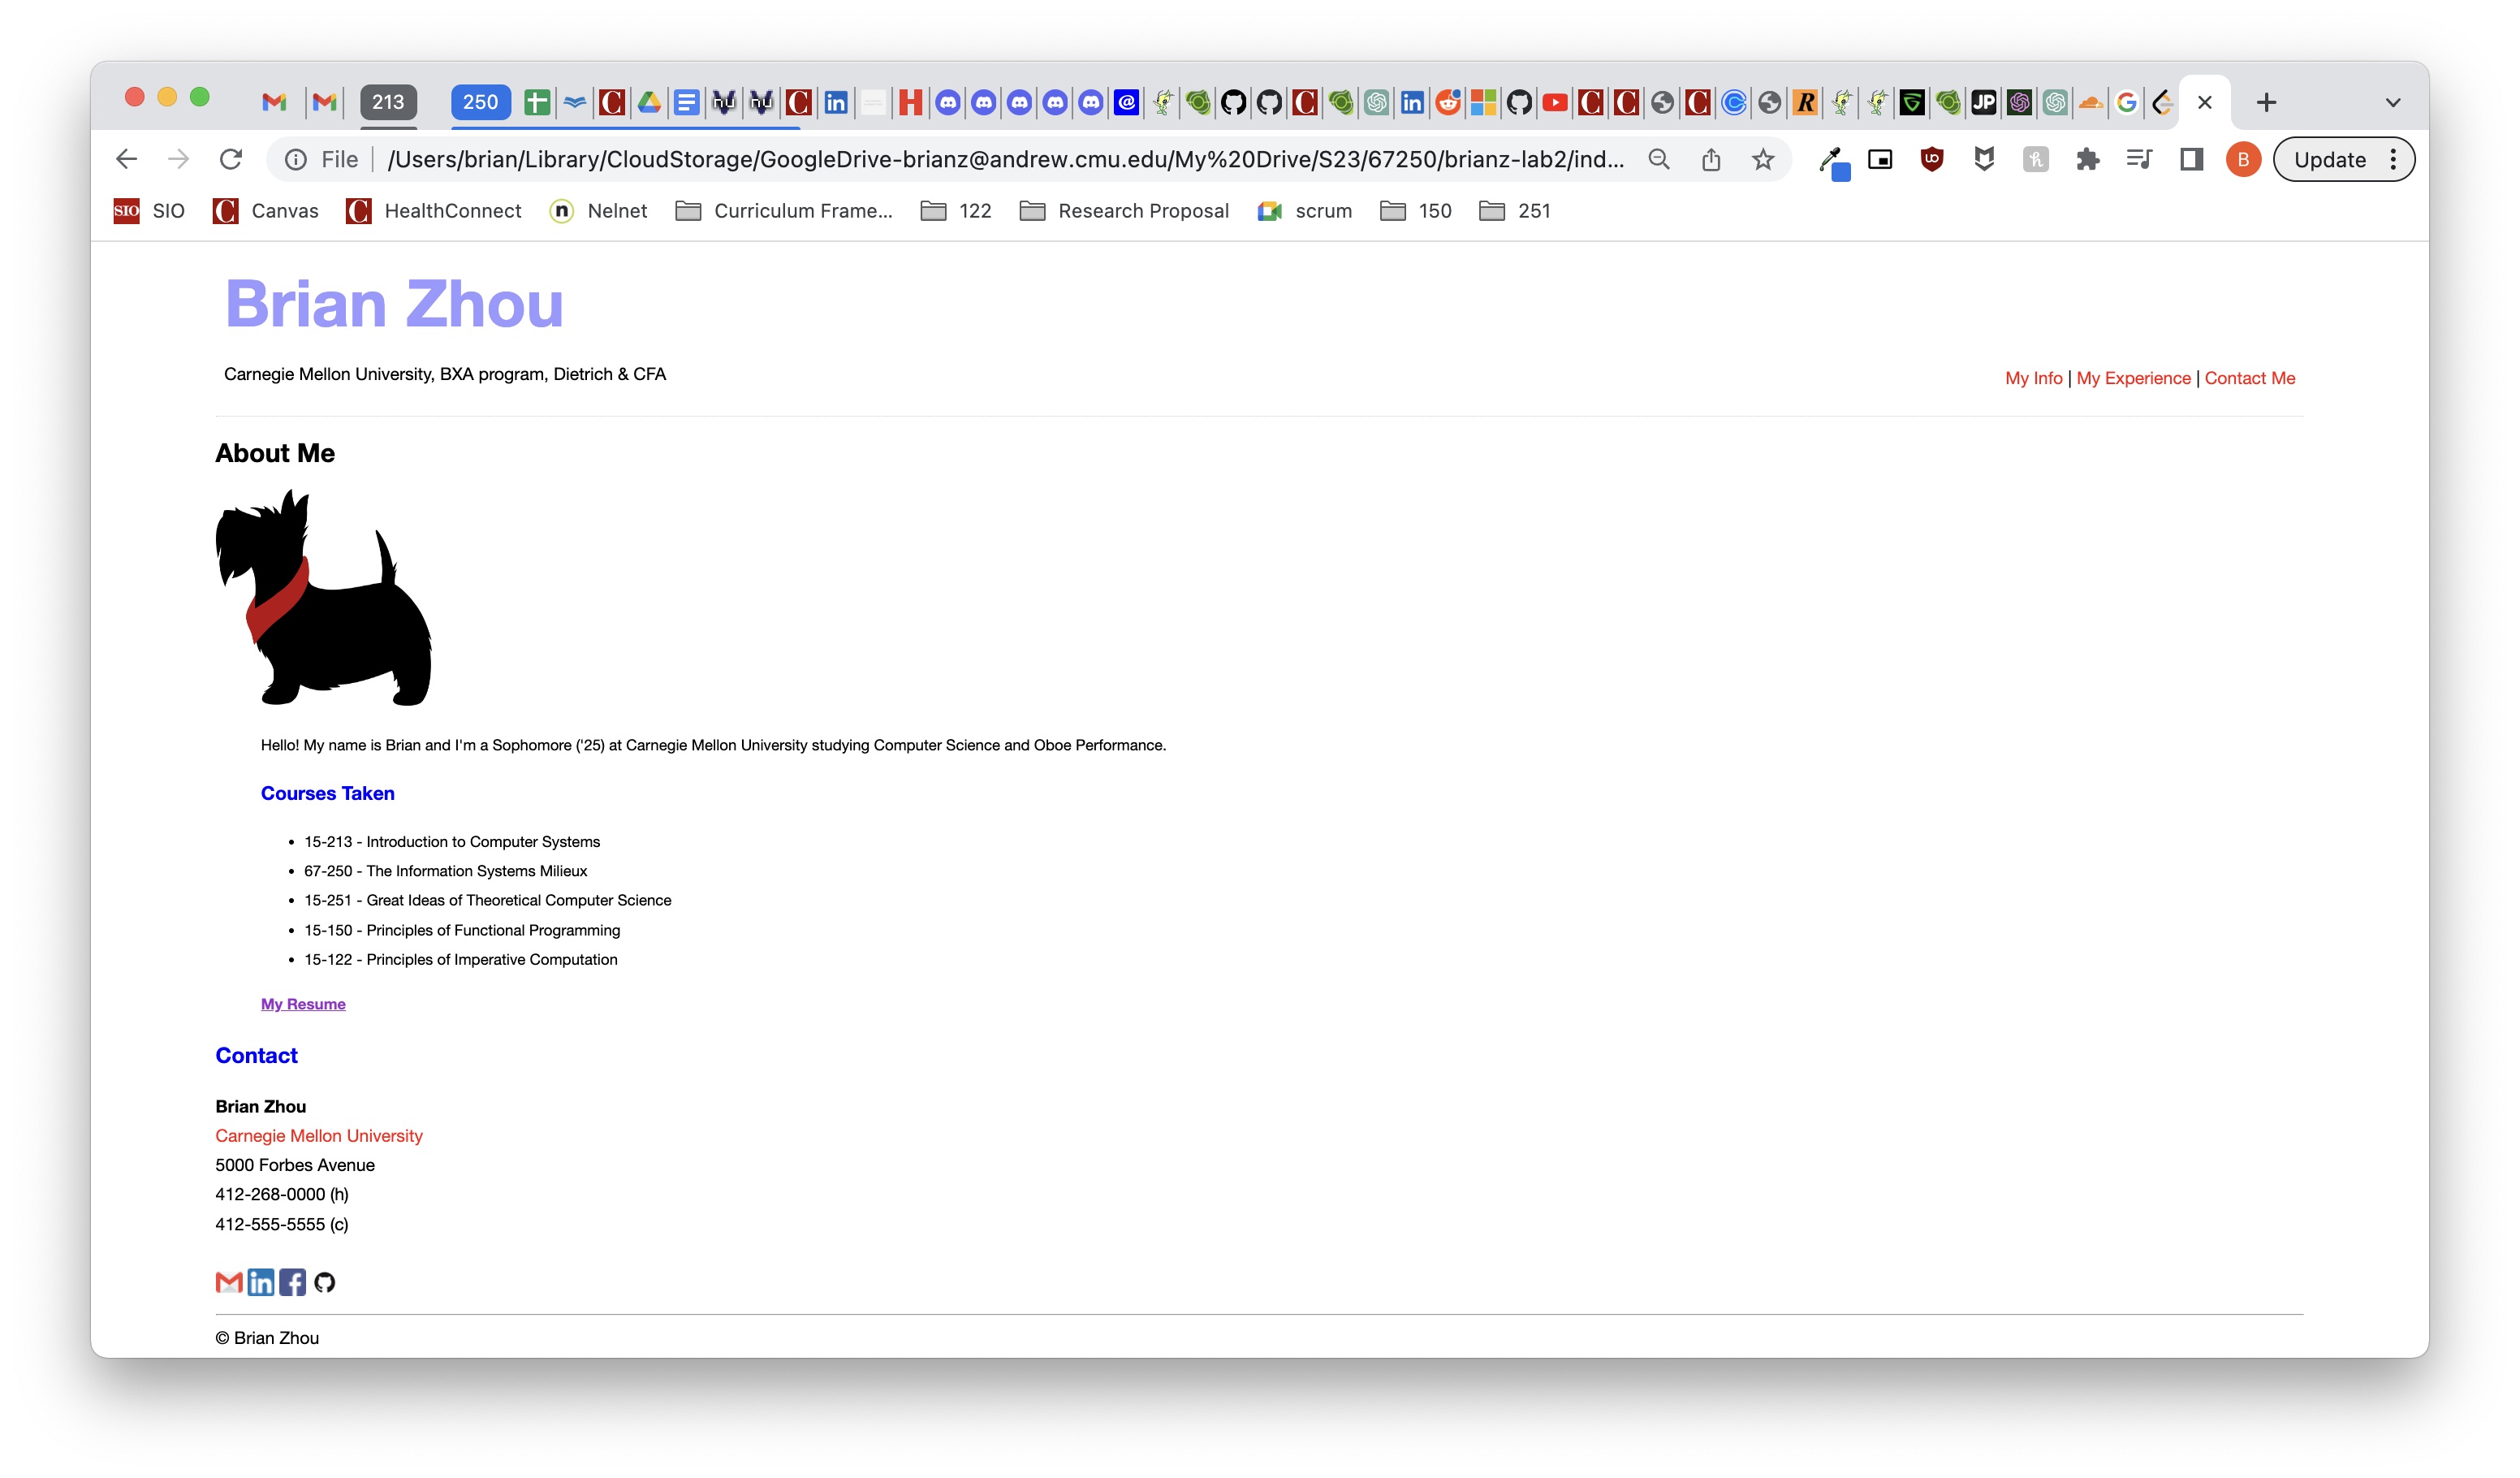 213 250
File /Users/brian/Library/CloudStorage/GoogleDrive-brianz@andrew.cmu.edu/My%20Drive/S23/67250/brianz-lab2/ind... B Update
SIO SIO C Canvas C HealthConnect n Nelnet Curriculum Frame... 122 Research Proposal scrum 150 251
Brian Zhou
Carnegie Mellon University, BXA program, Dietrich & CFA
My Info | My Experience | Contact Me
About Me
Hello! My name is Brian and I'm a Sophomore ('25) at Carnegie Mellon University studying Computer Science and Oboe Performance.
Courses Taken
• 15-213 - Introduction to Computer Systems
• 67-250 - The Information Systems Milieux
• 15-251 - Great Ideas of Theoretical Computer Science
• 15-150 - Principles of Functional Programming
• 15-122 - Principles of Imperative Computation
My Resume
Contact
Brian Zhou
Carnegie Mellon University
5000 Forbes Avenue
412-268-0000 (h)
412-555-5555 (c)
© Brian Zhou